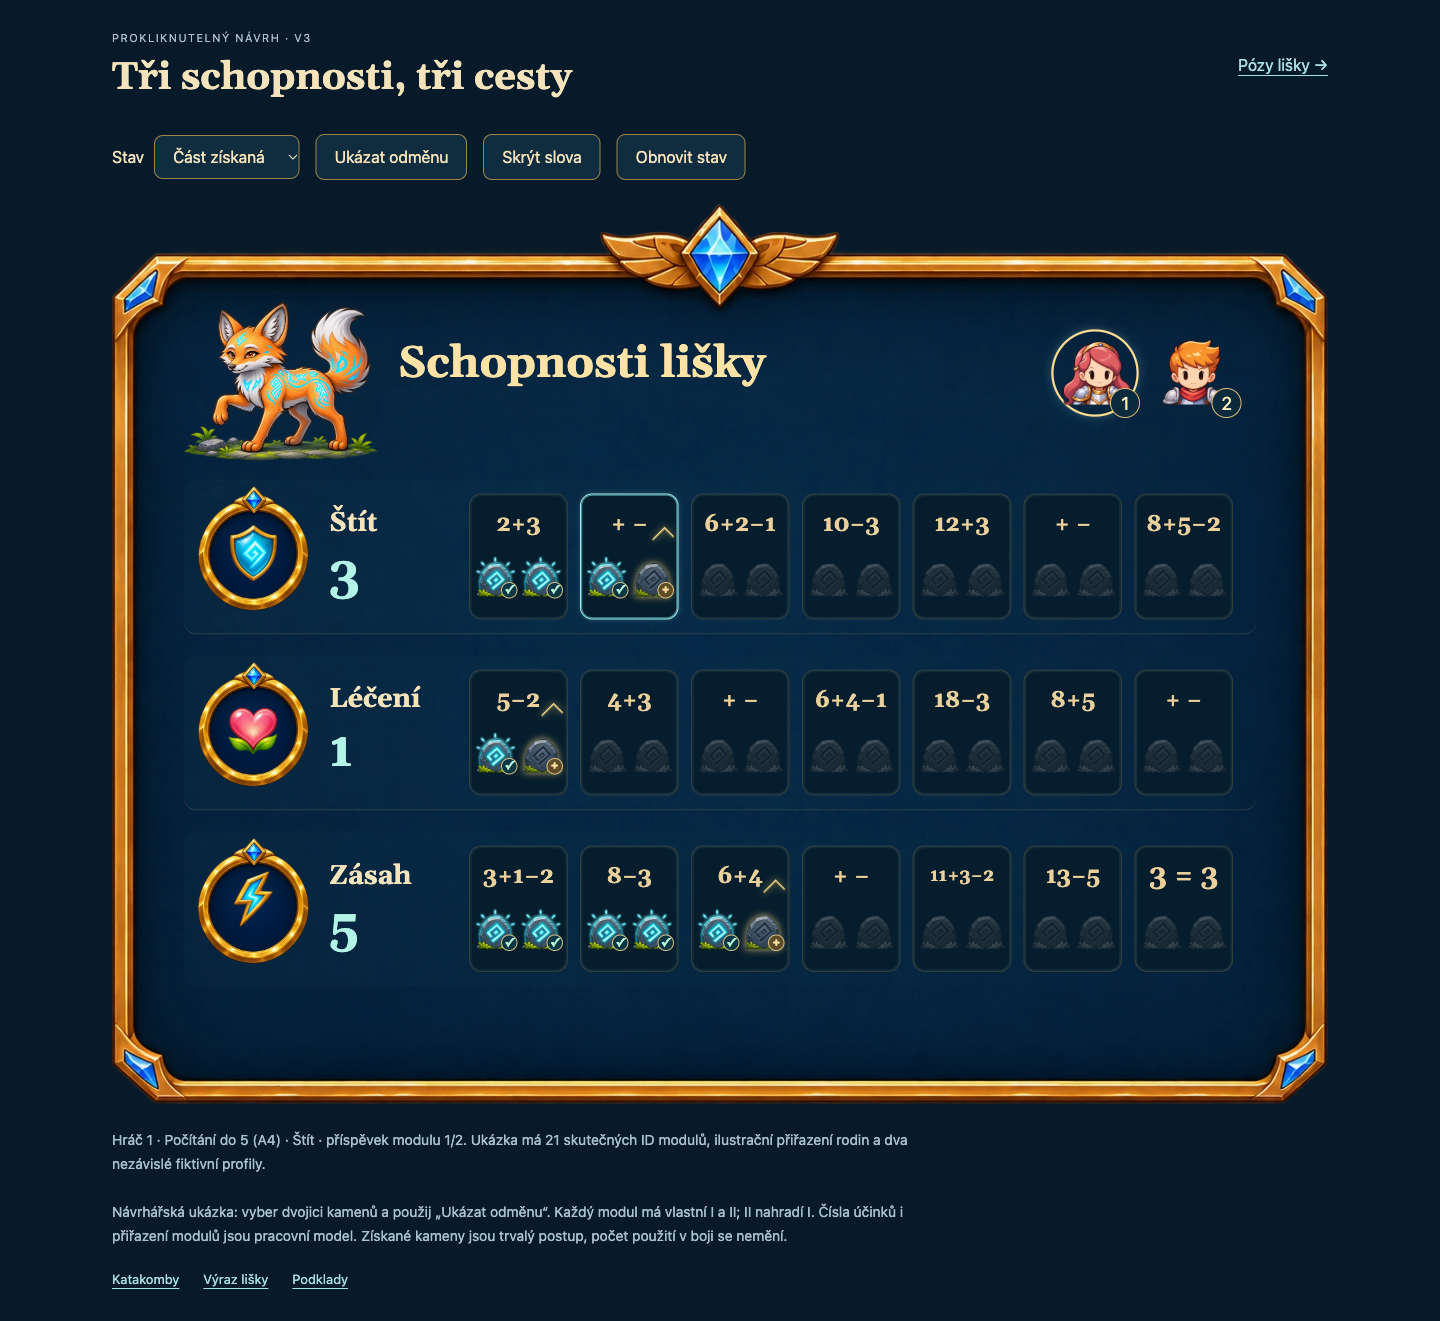 PROKLIKNUTELNÝ NÁVRH · V3
Tři schopnosti, tři cesty
Pózy lišky →
Stav Část získaná Ukázat odměnu Skrýt slova Obnovit stav
Schopnosti lišky
1 2
Štít
3
2+3 + − 6+2−1 10−3 12+3 + − 8+5−2
Léčení
1
5−2 4+3 + − 6+4−1 18−3 8+5 + −
Zásah
5
3+1−2 8−3 6+4 + − 11+3−2 13−5 3 = 3
Hráč 1 · Počítání do 5 (A4) · Štít · příspěvek modulu 1/2. Ukázka má 21 skutečných ID modulů, ilustrační přiřazení rodin a dva
nezávislé fiktivní profily.
Návrhářská ukázka: vyber dvojici kamenů a použij „Ukázat odměnu“. Každý modul má vlastní I a II; II nahradí I. Čísla účinků i
přiřazení modulů jsou pracovní model. Získané kameny jsou trvalý postup, počet použití v boji se nemění.
Katakomby Výraz lišky Podklady